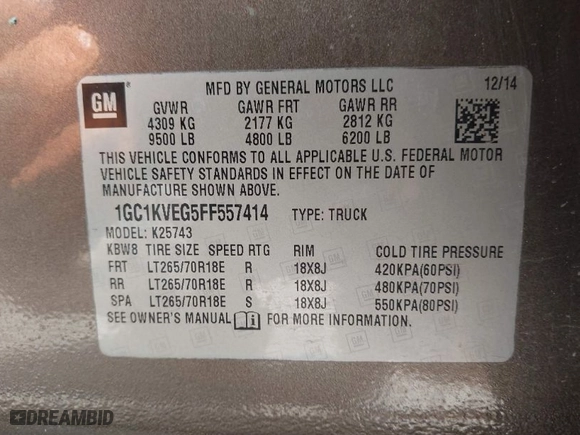 GM
MFD BY GENERAL MOTORS LLC 12/14
GVWR GAWR FRT GAWR RR
4309 KG 2177 KG 2812 KG
9500 LB 4800 LB 6200 LB
THIS VEHICLE CONFORMS TO ALL APPLICABLE U.S. FEDERAL MOTOR
VEHICLE SAFETY STANDARDS IN EFFECT ON THE DATE OF
MANUFACTURE SHOWN ABOVE.
1GC1KVEG5FF557414 TYPE: TRUCK
MODEL: K25743
KBW8 TIRE SIZE SPEED RTG RIM COLD TIRE PRESSURE
FRT LT265/70R18E R 18X8J 420KPA(60PSI)
RR LT265/70R18E R 18X8J 480KPA(70PSI)
SPA LT265/70R18E S 18X8J 550KPA(80PSI)
SEE OWNER'S MANUAL FOR MORE INFORMATION.
DREAMBID